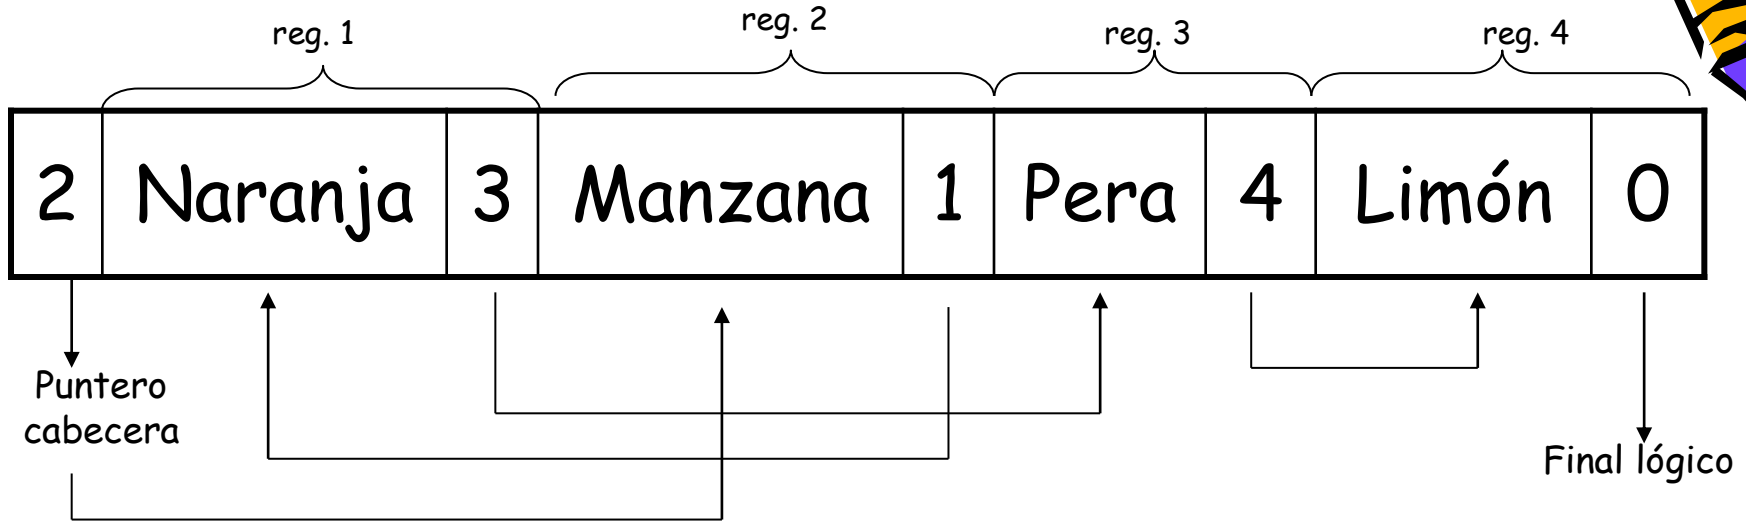 reg. 1 reg. 2 reg. 3 reg. 4
2 Naranja 3 Manzana 1 Pera 4 Limón 0
Puntero
cabecera
Final lógico